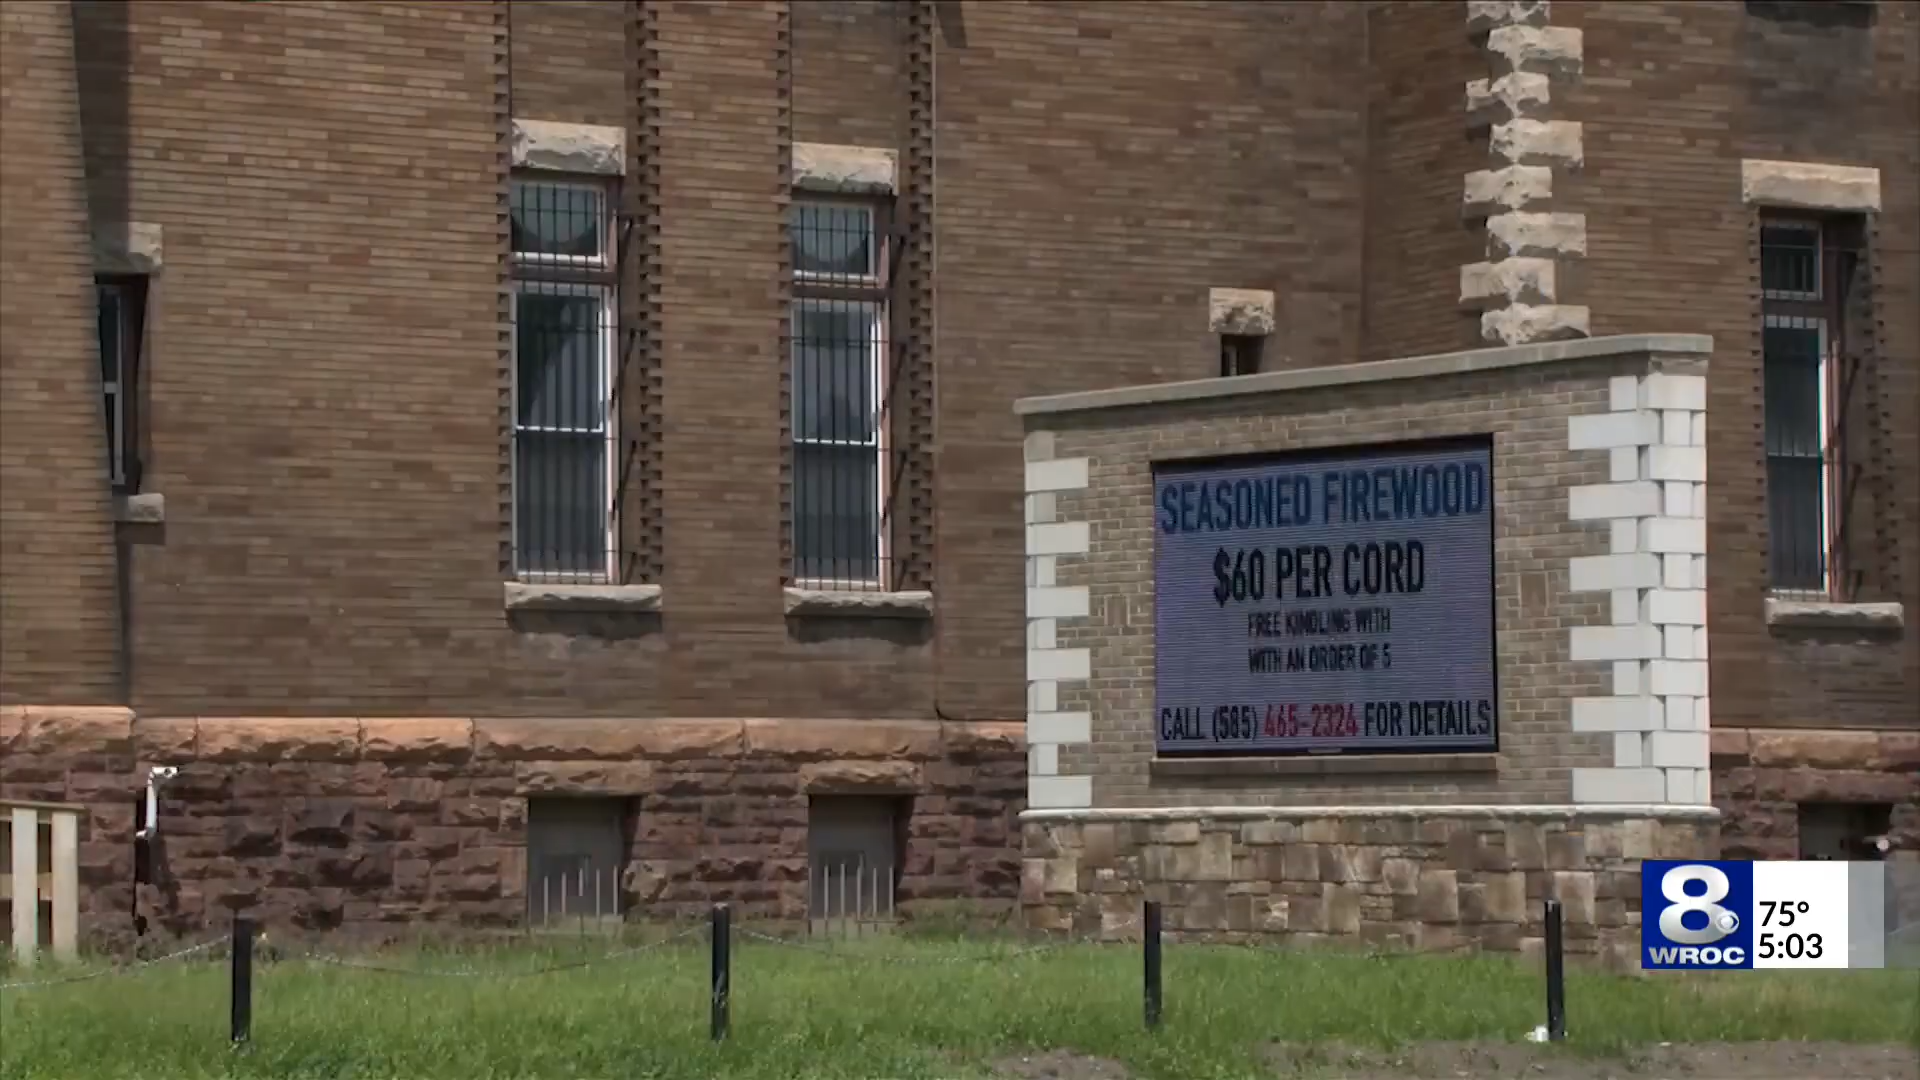 SEASONED FIREWOOD
$60 PER CORD
FREE KINDLING WITH
WITH AN ORDER OF 5
CALL (585) 465-2324 FOR DETAILS
8
WROC
75°
5:03